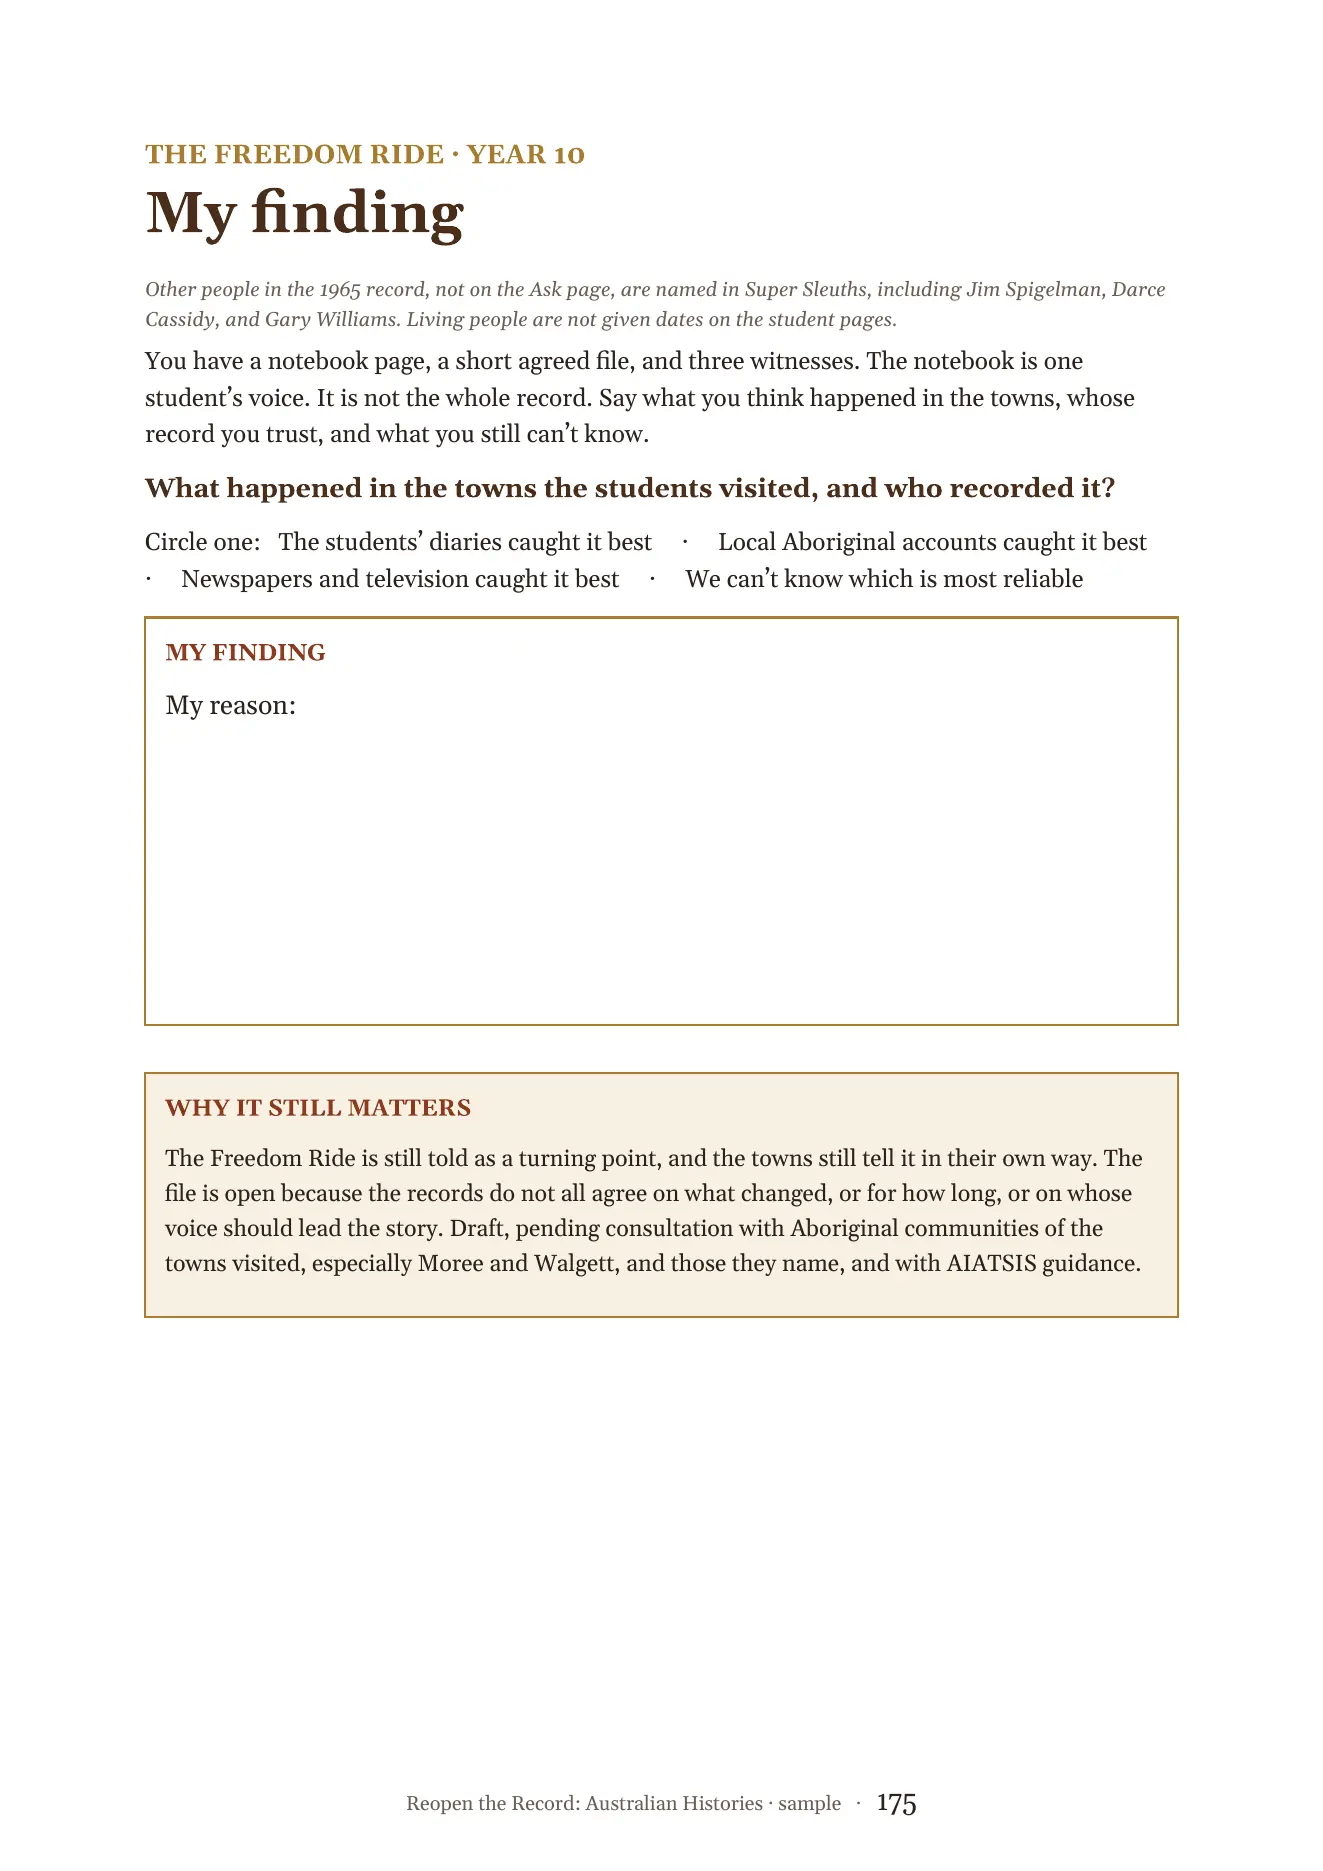 THE FREEDOM RIDE · YEAR 10
My finding
Other people in the 1965 record, not on the Ask page, are named in Super Sleuths, including Jim Spigelman, Darce
Cassidy, and Gary Williams. Living people are not given dates on the student pages.
You have a notebook page, a short agreed file, and three witnesses. The notebook is one
student’s voice. It is not the whole record. Say what you think happened in the towns, whose
record you trust, and what you still can’t know.
What happened in the towns the students visited, and who recorded it?
Circle one: The students’ diaries caught it best · Local Aboriginal accounts caught it best
· Newspapers and television caught it best · We can’t know which is most reliable
MY FINDING
My reason:
WHY IT STILL MATTERS
The Freedom Ride is still told as a turning point, and the towns still tell it in their own way. The
file is open because the records do not all agree on what changed, or for how long, or on whose
voice should lead the story. Draft, pending consultation with Aboriginal communities of the
towns visited, especially Moree and Walgett, and those they name, and with AIATSIS guidance.
Reopen the Record: Australian Histories · sample · 175